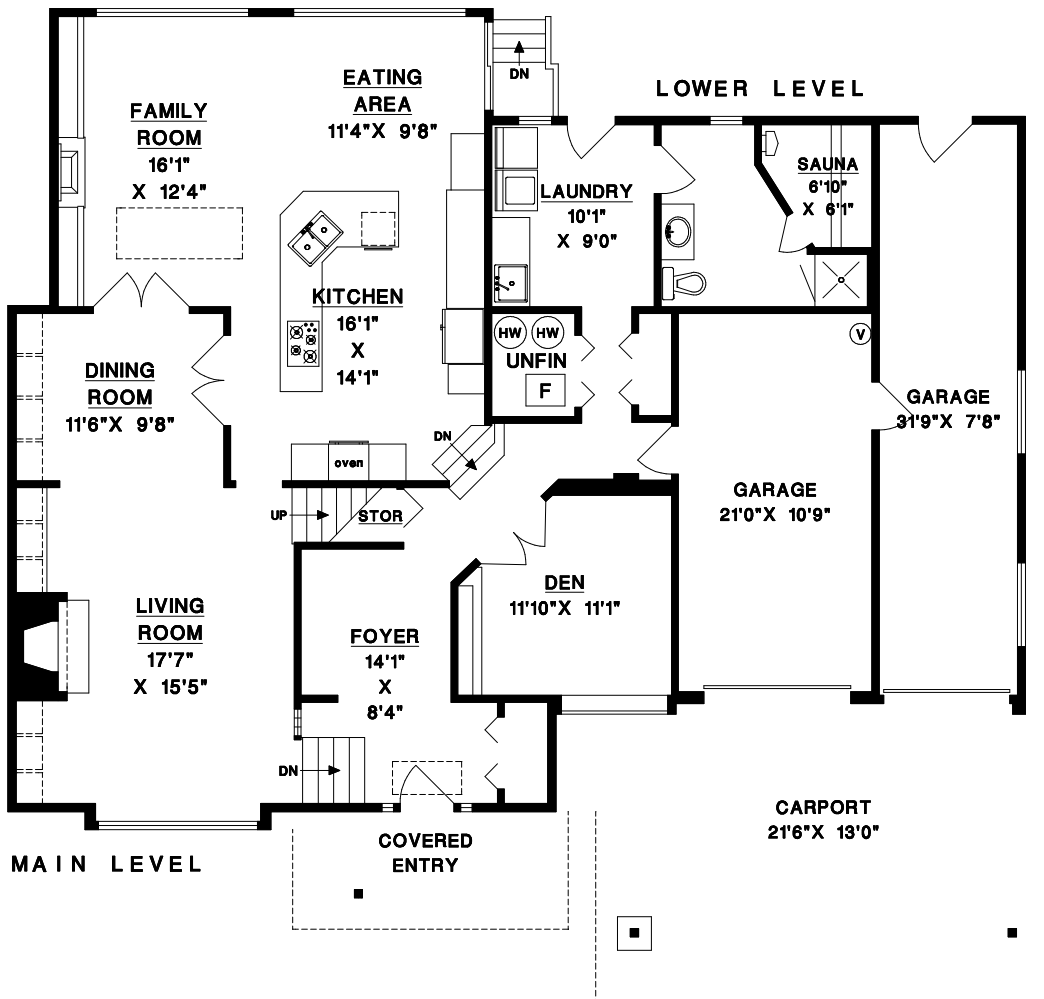 EATING
AREA
11'4"X 9'8"
DN
LOWER LEVEL
FAMILY
ROOM
16'1"
X 12'4"
LAUNDRY
10'1"
X 9'0"
SAUNA
6'10"
X 6'1"
KITCHEN
16'1"
X
14'1"
HW HW
UNFIN
F
V
DINING
ROOM
11'6"X 9'8"
GARAGE
31'9"X 7'8"
DN
oven
GARAGE
21'0"X 10'9"
UP
STOR
DEN
11'10"X 11'1"
LIVING
ROOM
17'7"
X 15'5"
FOYER
14'1"
X
8'4"
DN
CARPORT
21'6"X 13'0"
COVERED
ENTRY
MAIN LEVEL